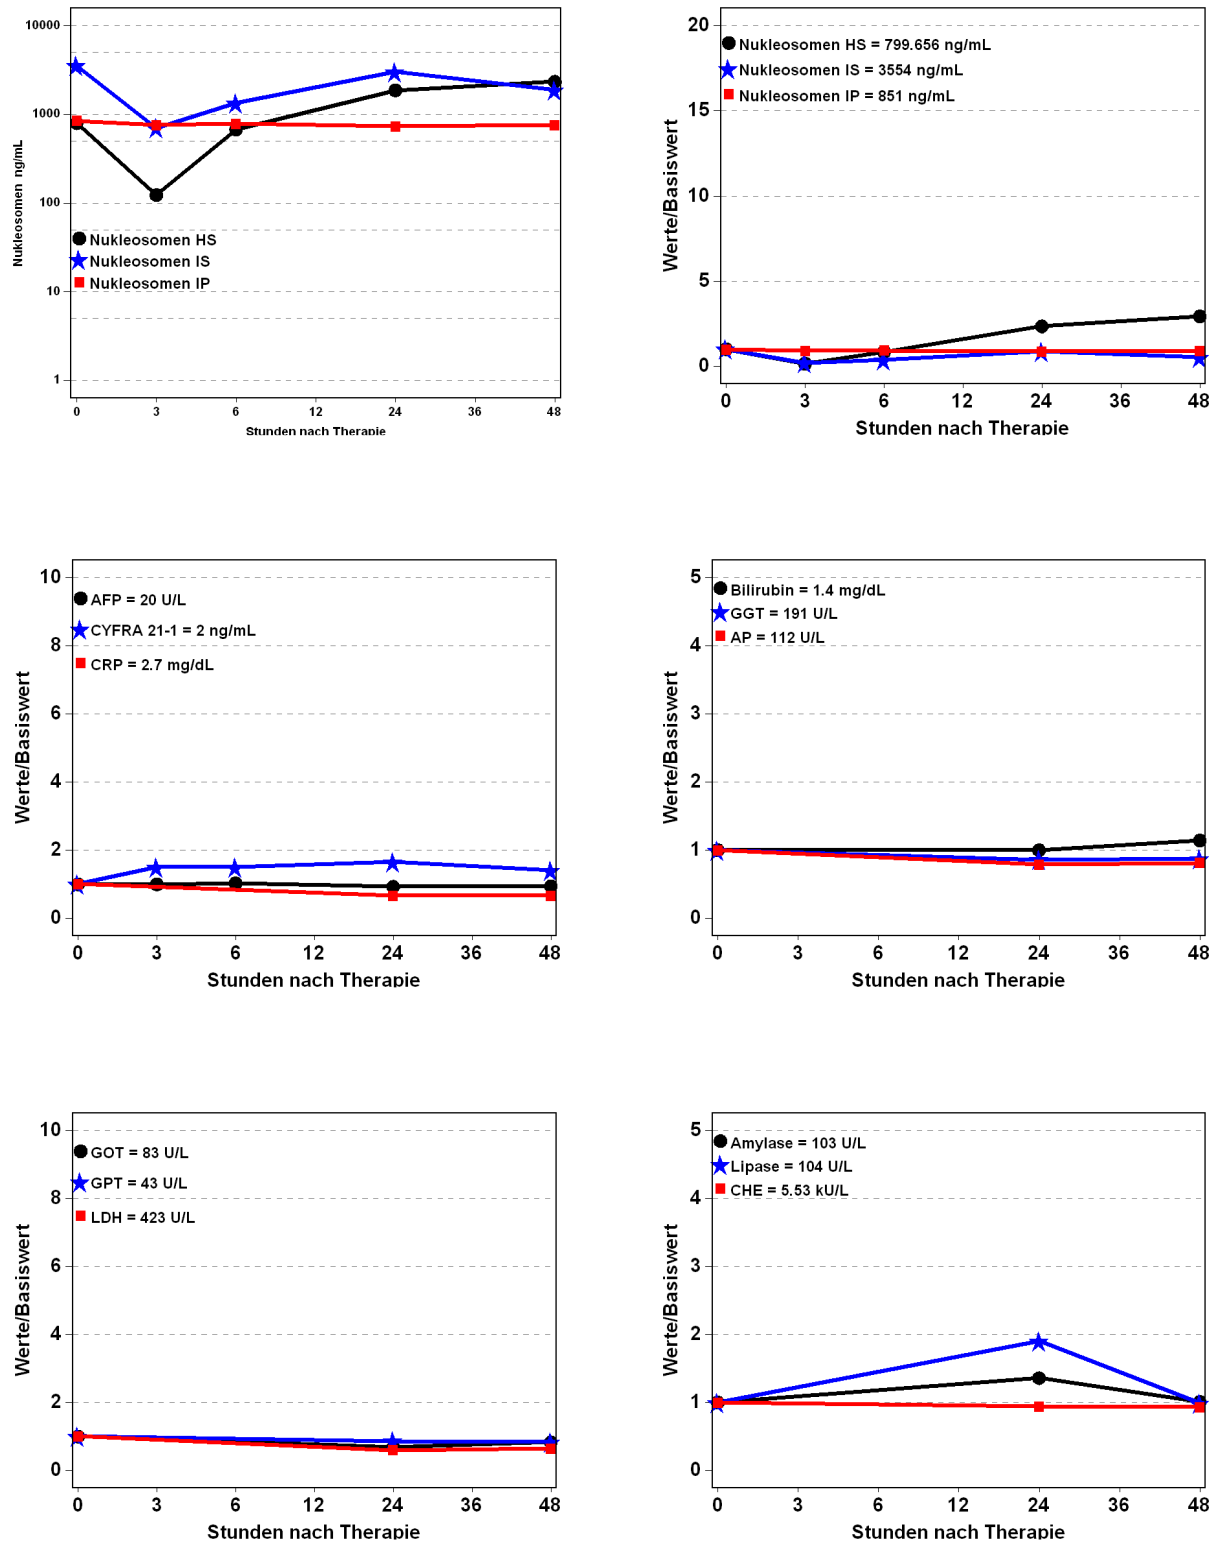 10000
1000
100
10
1
Nukleosomen ng/mL
Nukleosomen HS
Nukleosomen IS
Nukleosomen IP
0 3 6 12 24 36 48
Stunden nach Therapie
20
15
10
5
0
Werte/Basiswert
Nukleosomen HS = 799.656 ng/mL
Nukleosomen IS = 3554 ng/mL
Nukleosomen IP = 851 ng/mL
0 3 6 12 24 36 48
Stunden nach Therapie
10
8
6
4
2
0
Werte/Basiswert
AFP = 20 U/L
CYFRA 21-1 = 2 ng/mL
CRP = 2.7 mg/dL
0 3 6 12 24 36 48
Stunden nach Therapie
5
4
3
2
1
0
Werte/Basiswert
Bilirubin = 1.4 mg/dL
GGT = 191 U/L
AP = 112 U/L
0 3 6 12 24 36 48
Stunden nach Therapie
10
8
6
4
2
0
Werte/Basiswert
GOT = 83 U/L
GPT = 43 U/L
LDH = 423 U/L
0 3 6 12 24 36 48
Stunden nach Therapie
5
4
3
2
1
0
Werte/Basiswert
Amylase = 103 U/L
Lipase = 104 U/L
CHE = 5.53 kU/L
0 3 6 12 24 36 48
Stunden nach Therapie